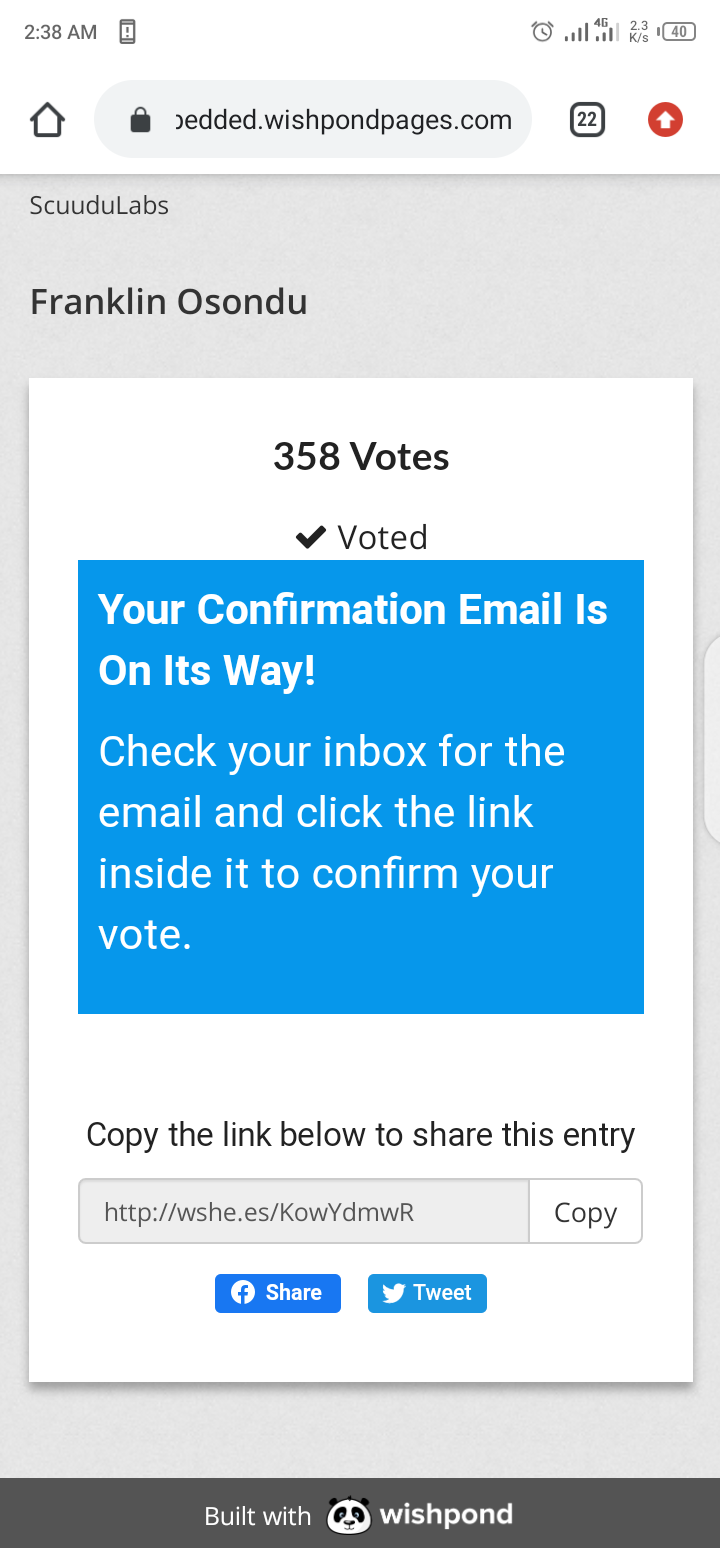 2:38 AM 4G 2.3 K/s 40
ɔedded.wishpondpages.com 22
ScuuduLabs
Franklin Osondu
358 Votes
Voted
Your Confirmation Email Is
On Its Way!
Check your inbox for the
email and click the link
inside it to confirm your
vote.
Copy the link below to share this entry
http://wshe.es/KowYdmwR Copy
Share Tweet
Built with wishpond